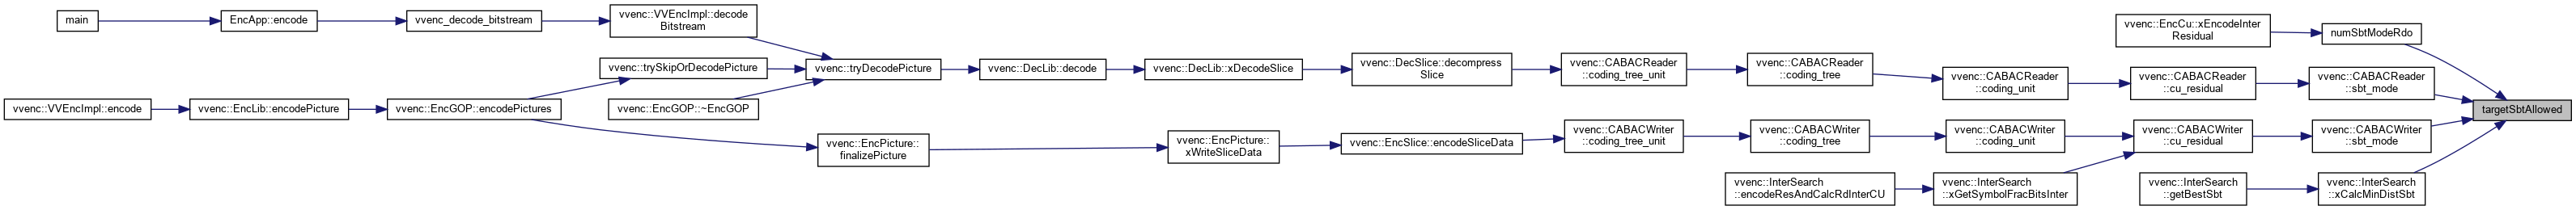 main
EncApp::encode
vvenc_decode_bitstream
vvenc::VVEncImpl::decode
Bitstream
vvenc::trySkipOrDecodePicture
vvenc::EncGOP::~EncGOP
vvenc::tryDecodePicture
vvenc::DecLib::decode
vvenc::DecLib::xDecodeSlice
vvenc::DecSlice::decompress
Slice
vvenc::CABACReader
::coding_tree_unit
vvenc::CABACReader
::coding_tree
vvenc::CABACReader
::coding_unit
vvenc::CABACReader
::cu_residual
vvenc::CABACReader
::sbt_mode
vvenc::EncCu::xEncodeInter
Residual
numSbtModeRdo
targetSbtAllowed
vvenc::VVEncImpl::encode
vvenc::EncLib::encodePicture
vvenc::EncGOP::encodePictures
vvenc::EncPicture::
finalizePicture
vvenc::EncPicture::
xWriteSliceData
vvenc::EncSlice::encodeSliceData
vvenc::CABACWriter
::coding_tree_unit
vvenc::CABACWriter
::coding_tree
vvenc::CABACWriter
::coding_unit
vvenc::CABACWriter
::cu_residual
vvenc::CABACWriter
::sbt_mode
vvenc::InterSearch
::encodeResAndCalcRdInterCU
vvenc::InterSearch
::xGetSymbolFracBitsInter
vvenc::InterSearch
::getBestSbt
vvenc::InterSearch
::xCalcMinDistSbt